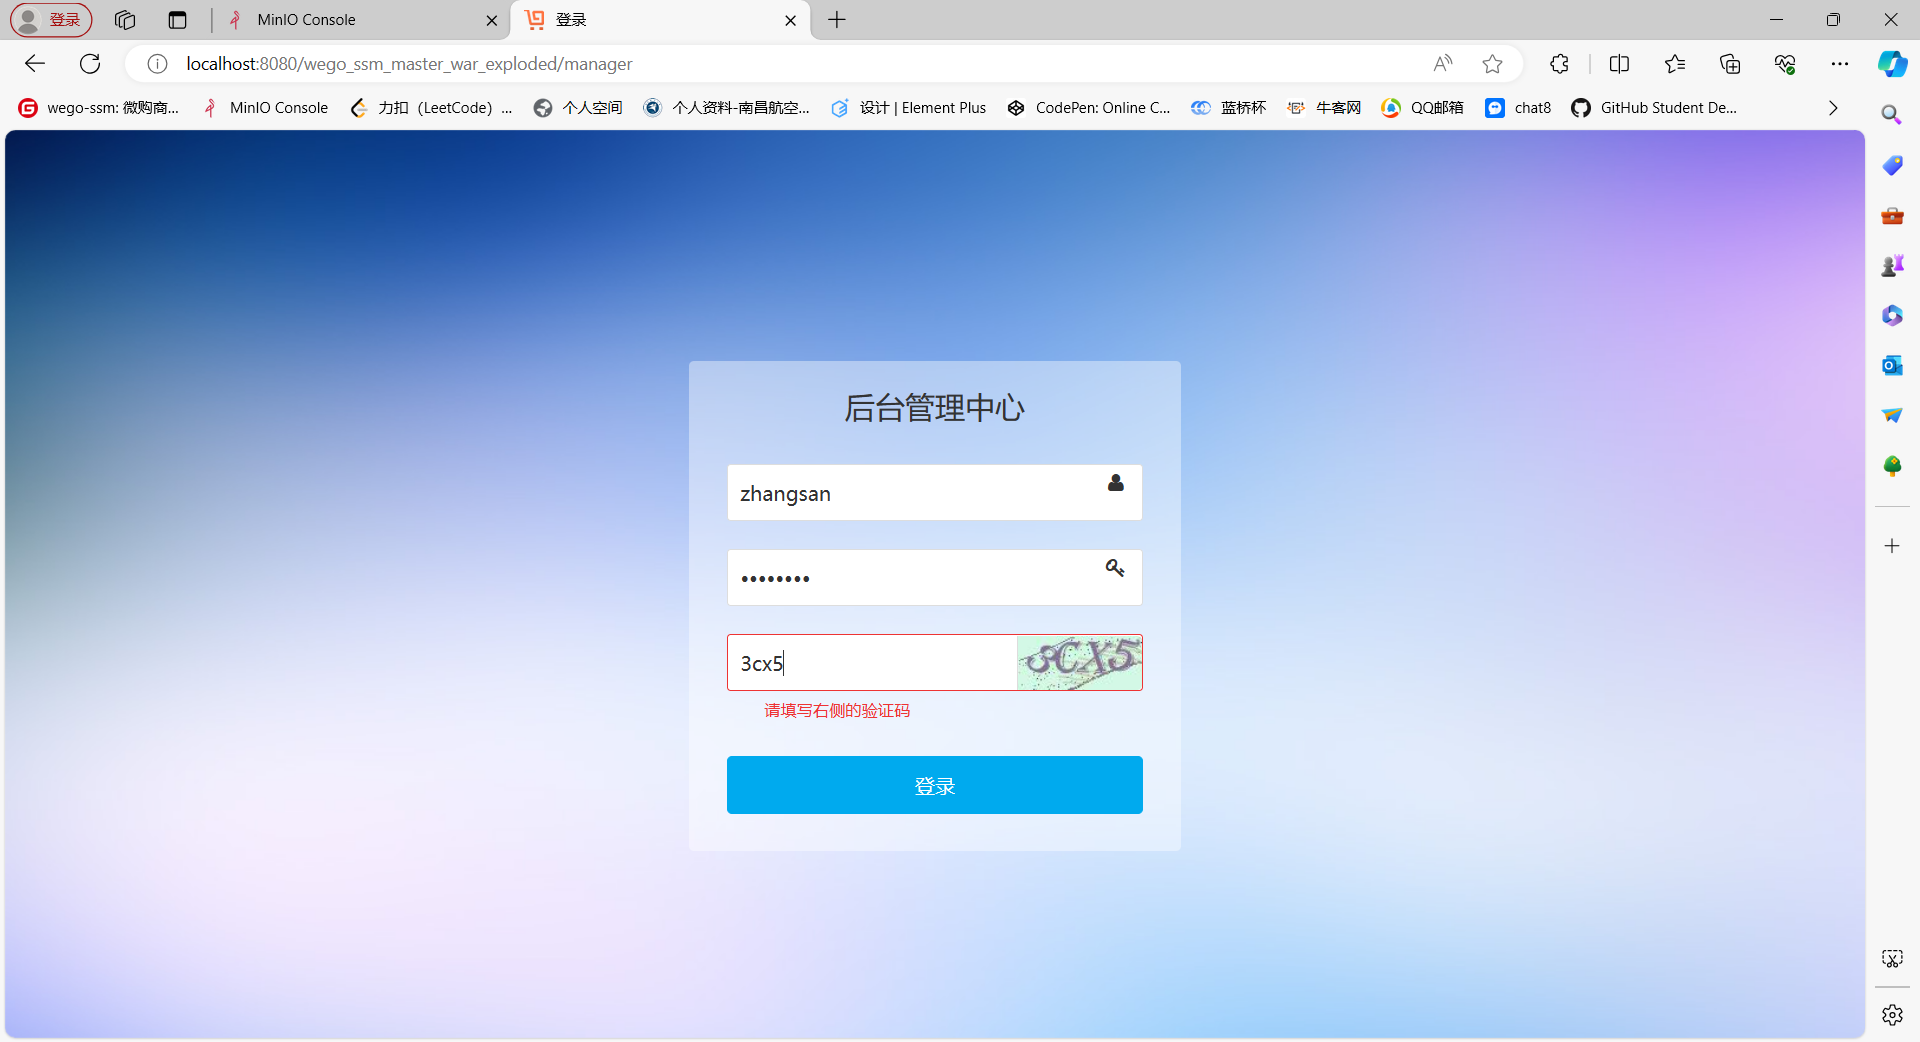 登录
MinIO Console
登录
localhost:8080/wego_ssm_master_war_exploded/manager
wego-ssm: 微购商...
MinIO Console
力扣（LeetCode）...
个人空间
个人资料-南昌航空...
设计 | Element Plus
CodePen: Online C...
蓝桥杯
牛客网
QQ邮箱
chat8
GitHub Student De...
后台管理中心
zhangsan
3cx5
3CX5
请填写右侧的验证码
登录